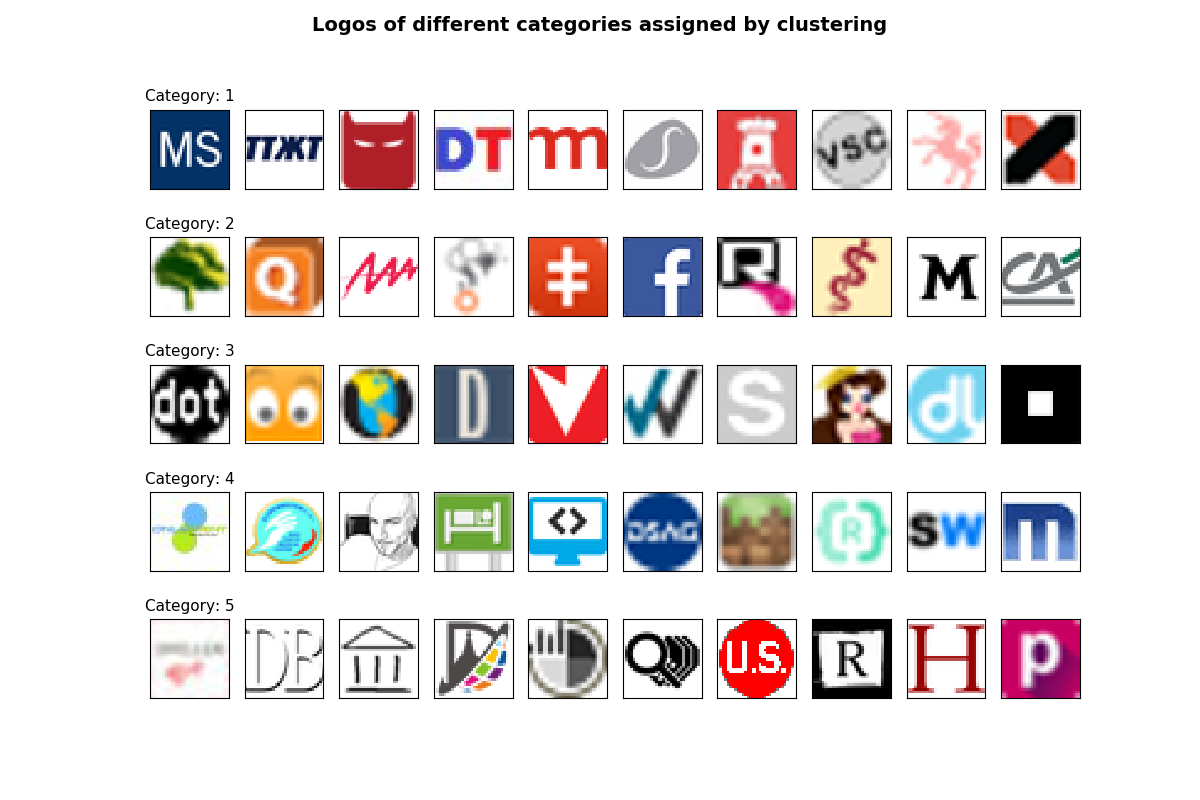 Logos of different categories assigned by clustering
Category: 1
MS
ТТЖТ
DT
m
S
VSC
X
Category: 2
Q
f
R
M
CA
Category: 3
dot
D
V
W
S
dl
Category: 4
<>
DSAG
{R}
SW
m
Category: 5
DB
U.S.
R
H
p